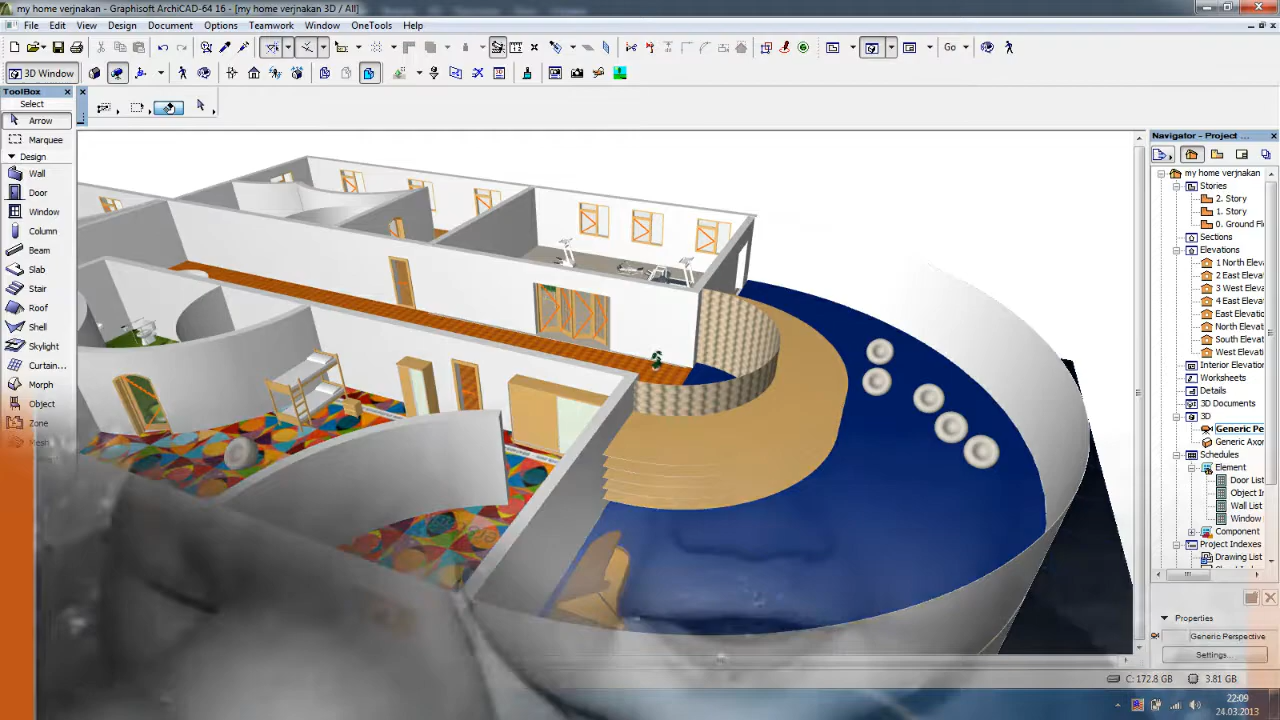 my home verjnakan - Graphisoft ArchiCAD-64 16 - [my home verjnakan 3D / All]
File Edit View Design Document Options Teamwork Window OneTools Help
Go
3D Window
ToolBox
Select
Arrow
Marquee
Design
Wall
Door
Window
Column
Beam
Slab
Stair
Roof
Shell
Skylight
Curtain...
Morph
Object
Zone
Mesh
Navigator - Project ...
my home verjnakan
Stories
2. Story
1. Story
0. Ground Fl
Sections
Elevations
1 North Eleva
2 East Elevat
3 West Eleva
4 East Elevat
East Elevatio
North Elevati
South Elevati
West Elevati
Interior Elevation
Worksheets
Details
3D Documents
3D
Generic Pe
Generic Axon
Schedules
Element
Door List
Object In
Wall List
Window
Component
Project Indexes
Drawing List
Properties
Generic Perspective
Settings...
C: 172.8 GB
3.81 GB
22:09
24.03.2013